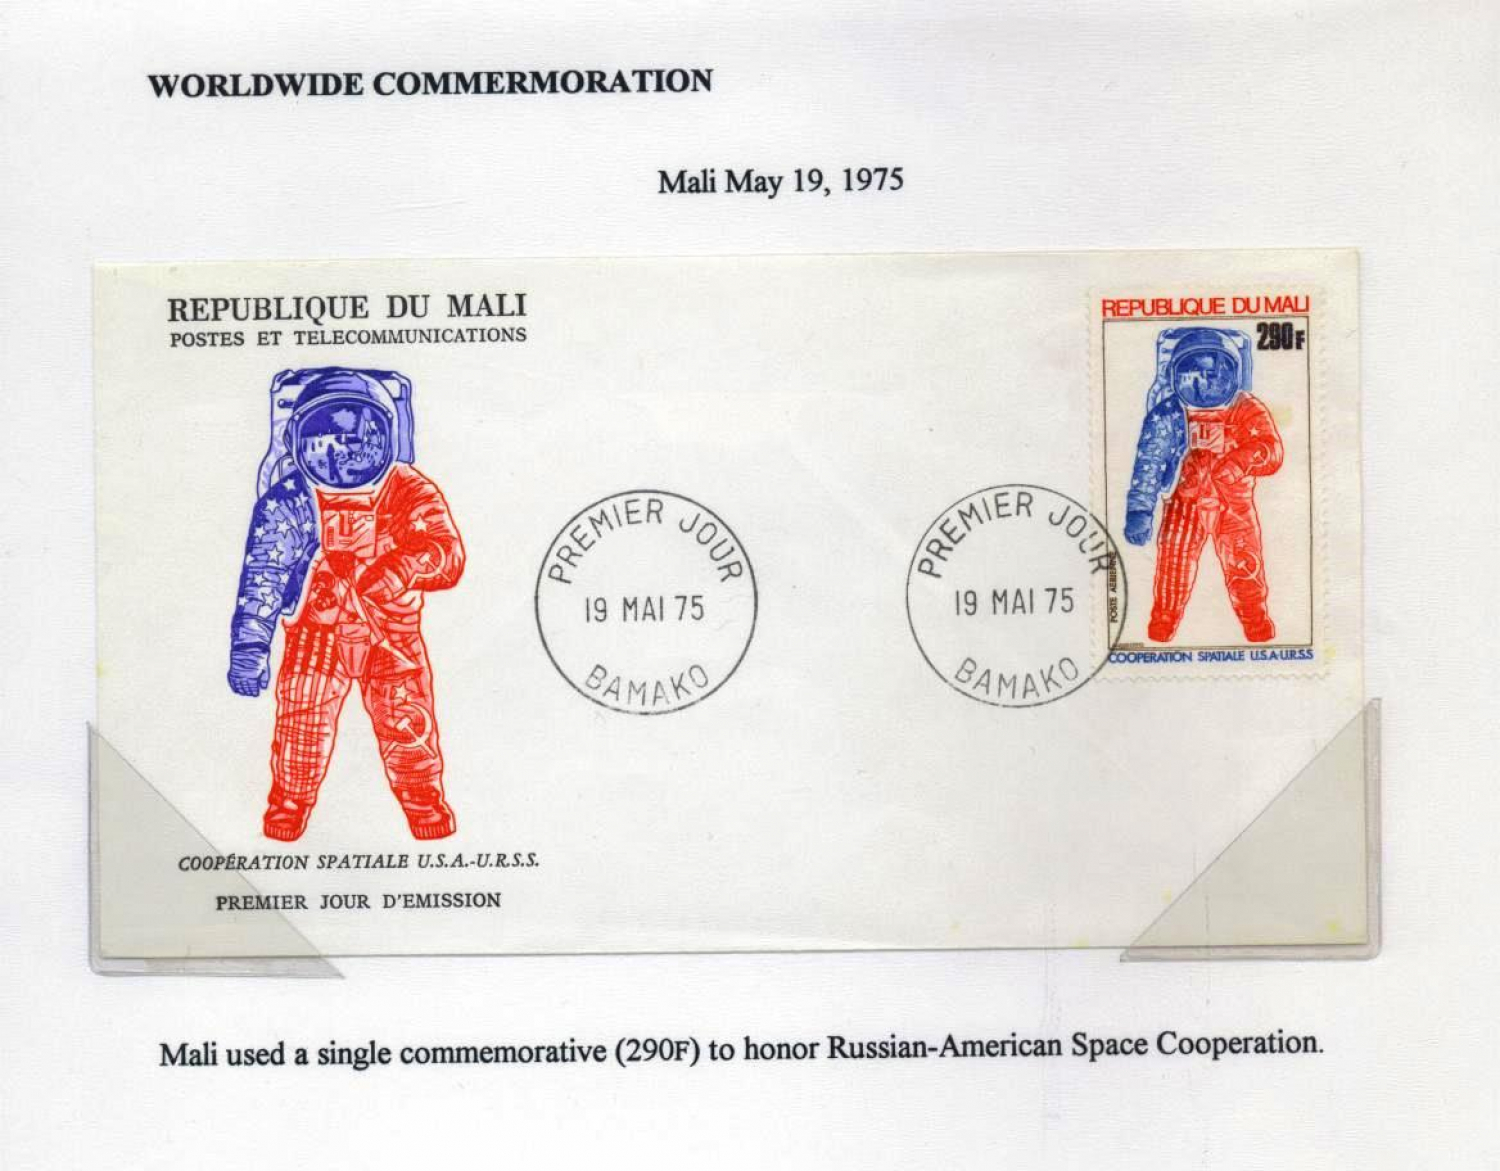 WORLDWIDE COMMERMORATION
Mali May 19, 1975
REPUBLIQUE DU MALI
POSTES ET TELECOMMUNICATIONS
COOPÉRATION SPATIALE U.S.A.-U.R.S.S.
PREMIER JOUR D'EMISSION
PREMIER JOUR
19 MAI 75
BAMAKO
PREMIER JOUR
19 MAI 75
BAMAKO
REPUBLIQUE DU MALI
290F
POSTE AERIENNE
COOPERATION SPATIALE U.S.A-U.R.S.S
Mali used a single commemorative (290F) to honor Russian-American Space Cooperation.